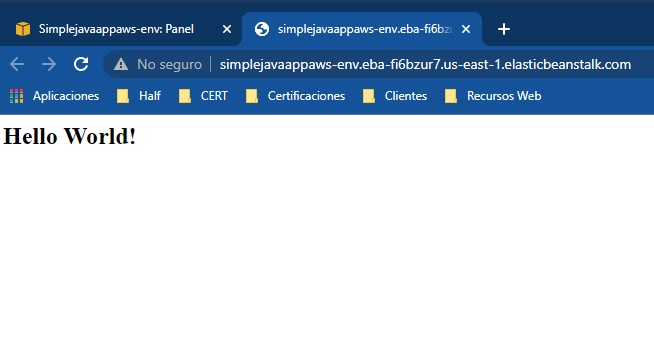 Simplejavaappaws-env: Panel simplejavaappaws-env.eba-fi6bzu
No seguro simplejavaappaws-env.eba-fi6bzur7.us-east-1.elasticbeanstalk.com
Aplicaciones Half CERT Certificaciones Clientes Recursos Web
Hello World!